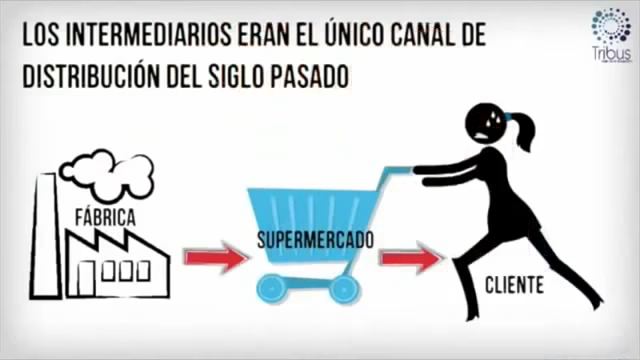 LOS INTERMEDIARIOS ERAN EL ÚNICO CANAL DE
DISTRIBUCIÓN DEL SIGLO PASADO
Tribus
FÁBRICA
SUPERMERCADO
CLIENTE